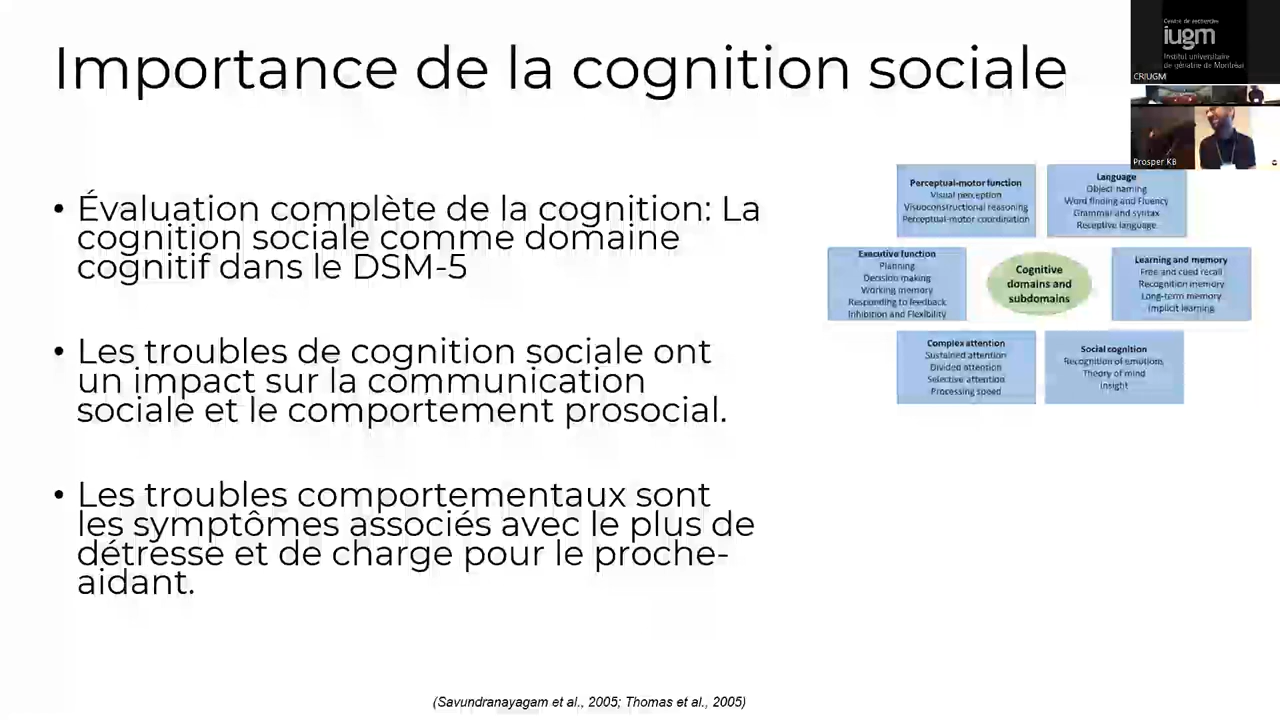 Importance de la cognition sociale
• Évaluation complète de la cognition: La
cognition sociale comme domaine
cognitif dans le DSM-5
• Les troubles de cognition sociale ont
un impact sur la communication
sociale et le comportement prosocial.
• Les troubles comportementaux sont
les symptômes associés avec le plus de
détresse et de charge pour le proche-
aidant.
(Savundranayagam et al., 2005; Thomas et al., 2005)
Perceptual-motor function
Visual perception
Visuoconstructional reasoning
Perceptual-motor coordination
Language
Object naming
Word finding and Fluency
Grammar and syntax
Receptive language
Executive function
Planning
Decision making
Working memory
Responding to feedback
Inhibition and Flexibility
Cognitive
domains and
subdomains
Learning and memory
Free and cued recall
Recognition memory
Long-term memory
Implicit learning
Complex attention
Sustained attention
Divided attention
Selective attention
Processing speed
Social cognition
Recognition of emotions
Theory of mind
Insight
Centre de recherche
iugm
Institut universitaire
de gériatrie de Montréal
CRIUGM
Prosper KB